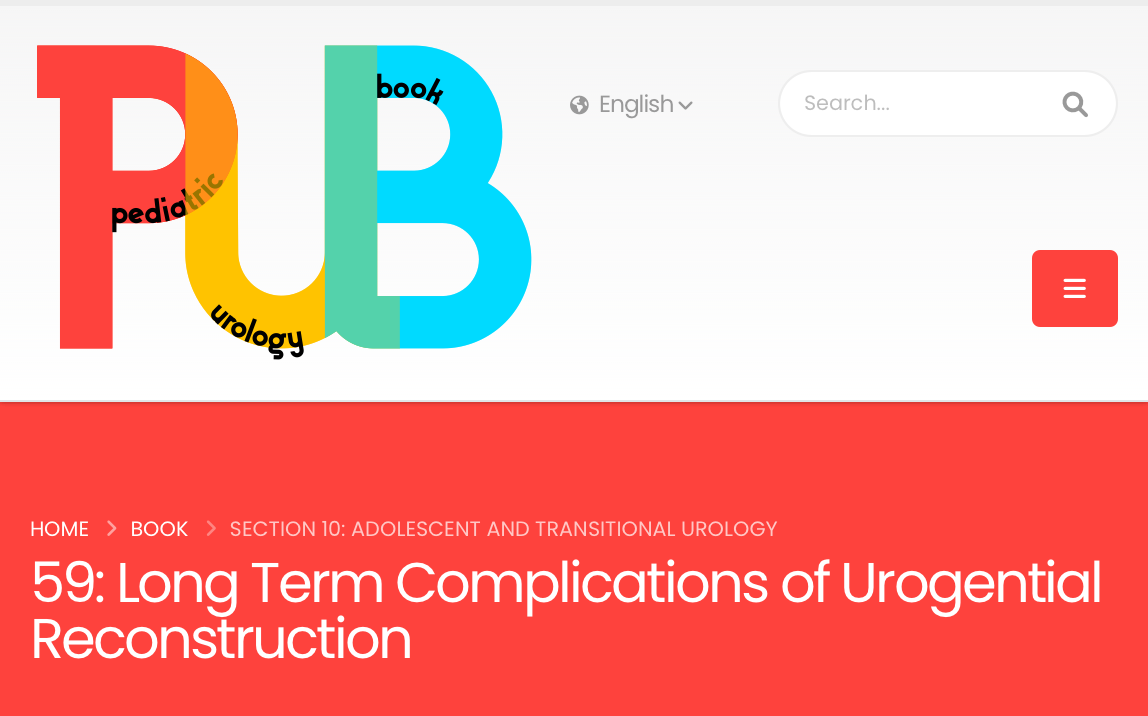 PUB
book
pediatric
urology
English
Search...
HOME BOOK SECTION 10: ADOLESCENT AND TRANSITIONAL UROLOGY
59: Long Term Complications of Urogential
Reconstruction